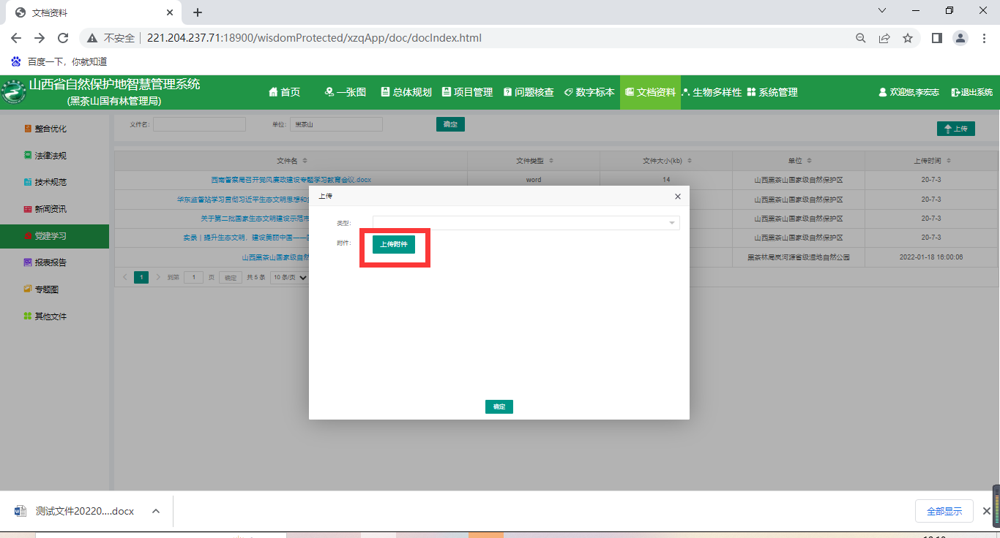 文档资料
不安全 221.204.237.71:18900/wisdomProtected/xzqApp/doc/docIndex.html
百度一下，你就知道
山西省自然保护地智慧管理系统
(黑茶山国有林管理局)
首页 一张图 总体规划 项目管理 问题核查 数字标本 文档资料 生物多样性 系统管理 欢迎您,李宏志 退出系统
整合优化
法律法规
技术规范
新闻资讯
党建学习
报表报告
专题图
其他文件
文件名: 单位: 黑茶山 确定 上传
文件名 文件类型 文件大小(kb) 单位 上传时间
西南督察局召开党风廉政建设专题学习教育会议.docx word 14 山西黑茶山国家级自然保护区 20-7-3
华东监督站学习贯彻习近平生态文明思想和 山西黑茶山国家级自然保护区 20-7-3
关于第二批国家生态文明建设示范市 山西黑茶山国家级自然保护区 20-7-3
实录｜提升生态文明，建设美丽中国—— 山西黑茶山国家级自然保护区 20-7-3
山西黑茶山国家级自然 黑茶林局岚河源省级湿地自然公园 2022-01-18 16:00:06
1 到第 1 页 确定 共 5 条 10 条/页
上传
类型:
附件: 上传附件
确定
测试文件20220....docx 全部显示